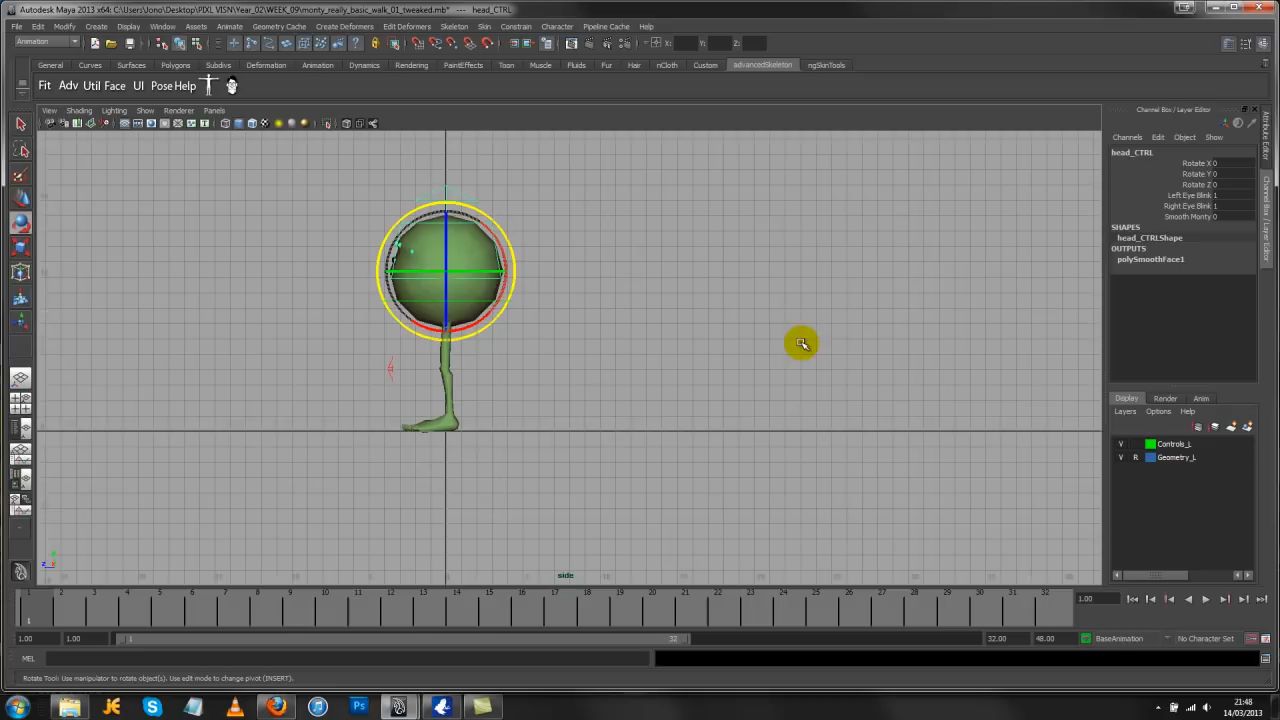 Autodesk Maya 2013 x64: C:\Users\Jono\Desktop\PIXL_VISN\Year_02\WEEK_09\monty_really_basic_walk_01_tweaked.mb* --- head_CTRL
File Edit Modify Create Display Window Assets Animate Geometry Cache Create Deformers Edit Deformers Skeleton Skin Constrain Character Pipeline Cache Help
Animation X: Y: Z:
General Curves Surfaces Polygons Subdivs Deformation Animation Dynamics Rendering PaintEffects Toon Muscle Fluids Fur Hair nCloth Custom advancedSkeleton ngSkinTools
Fit Adv Util Face UI Pose Help
View Shading Lighting Show Renderer Panels
Channel Box / Layer Editor
Channels Edit Object Show
head_CTRL
Rotate X 0
Rotate Y 0
Rotate Z 0
Left Eye Blink 1
Right Eye Blink 1
Smooth Monty 0
SHAPES
head_CTRLShape
OUTPUTS
polySmoothFace1
Attribute Editor
Channel Box / Layer Editor
Display Render Anim
Layers Options Help
V Controls_L
V R Geometry_L
side
1 2 3 4 5 6 7 8 9 10 11 12 13 14 15 16 17 18 19 20 21 22 23 24 25 26 27 28 29 30 31 32
1
1.00
1.00 1.00 1 32 32.00 48.00 BaseAnimation No Character Set
MEL
Rotate Tool: Use manipulator to rotate object(s). Use edit mode to change pivot (INSERT).
21:48
14/03/2013